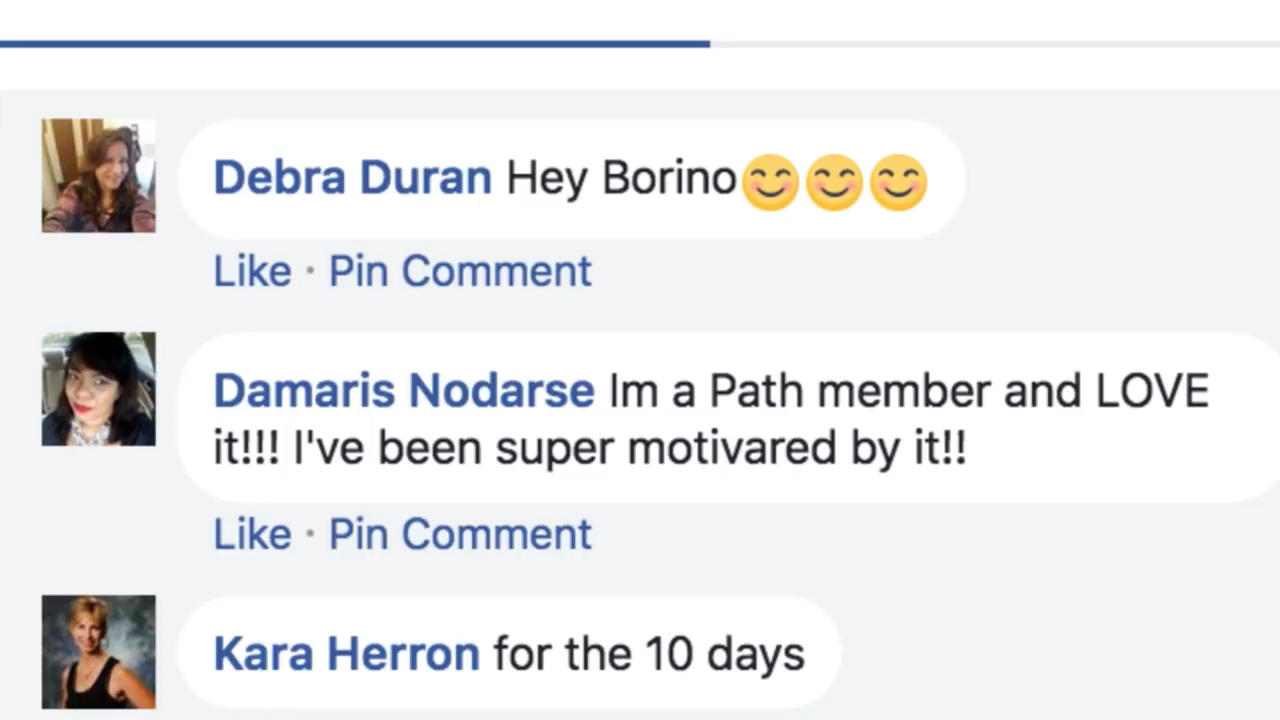 Debra Duran Hey Borino😊😊😊
Like · Pin Comment
Damaris Nodarse Im a Path member and LOVE
it!!! I've been super motivared by it!!
Like · Pin Comment
Kara Herron for the 10 days